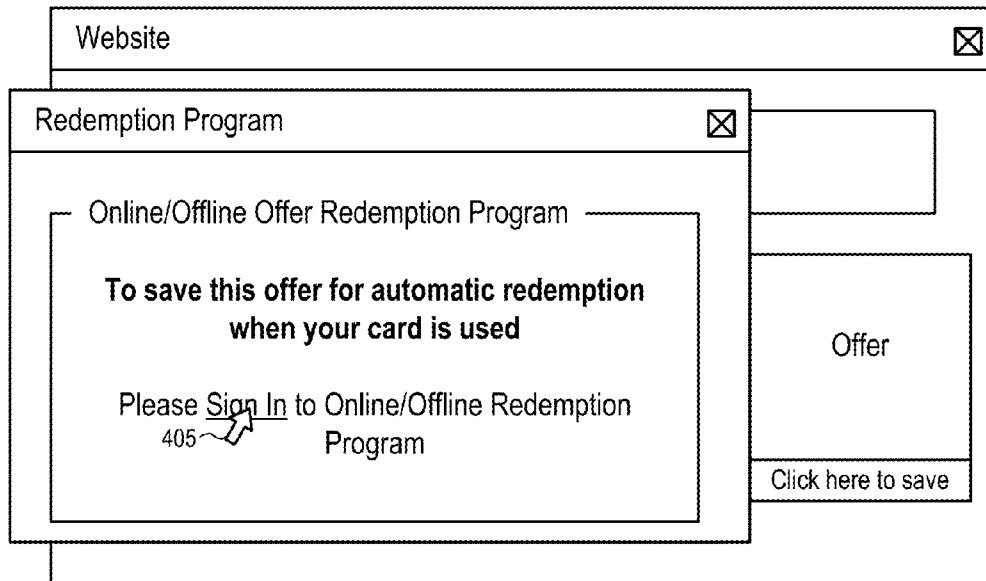 Website
Redemption Program
Online/Offline Offer Redemption Program
To save this offer for automatic redemption
when your card is used
Please Sign In to Online/Offline Redemption
405
Program
Offer
Click here to save